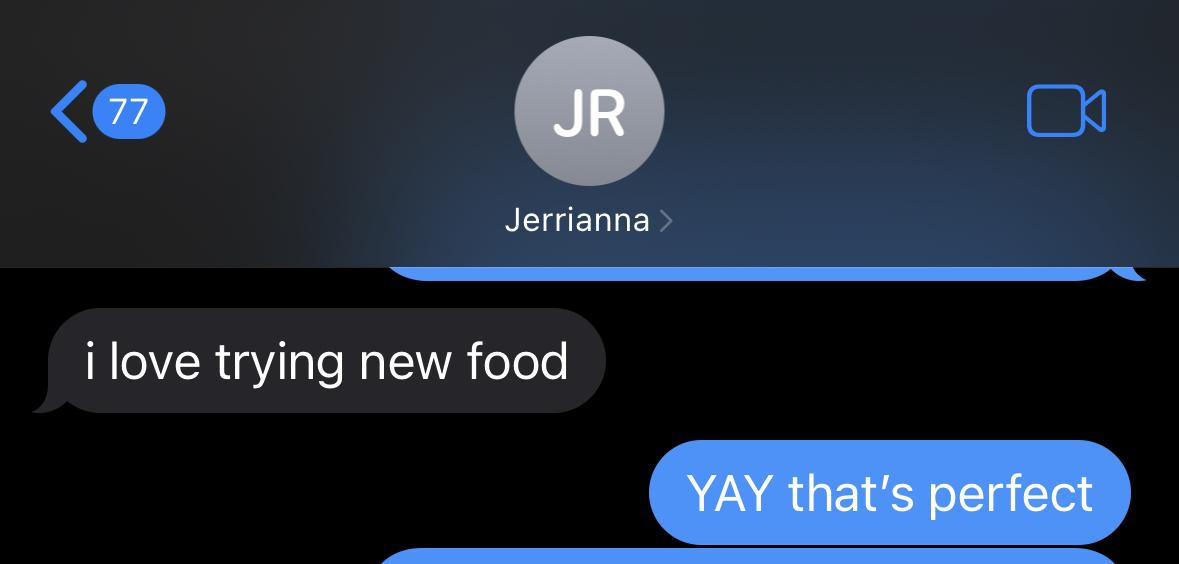 77
JR
Jerrianna
i love trying new food
YAY that’s perfect